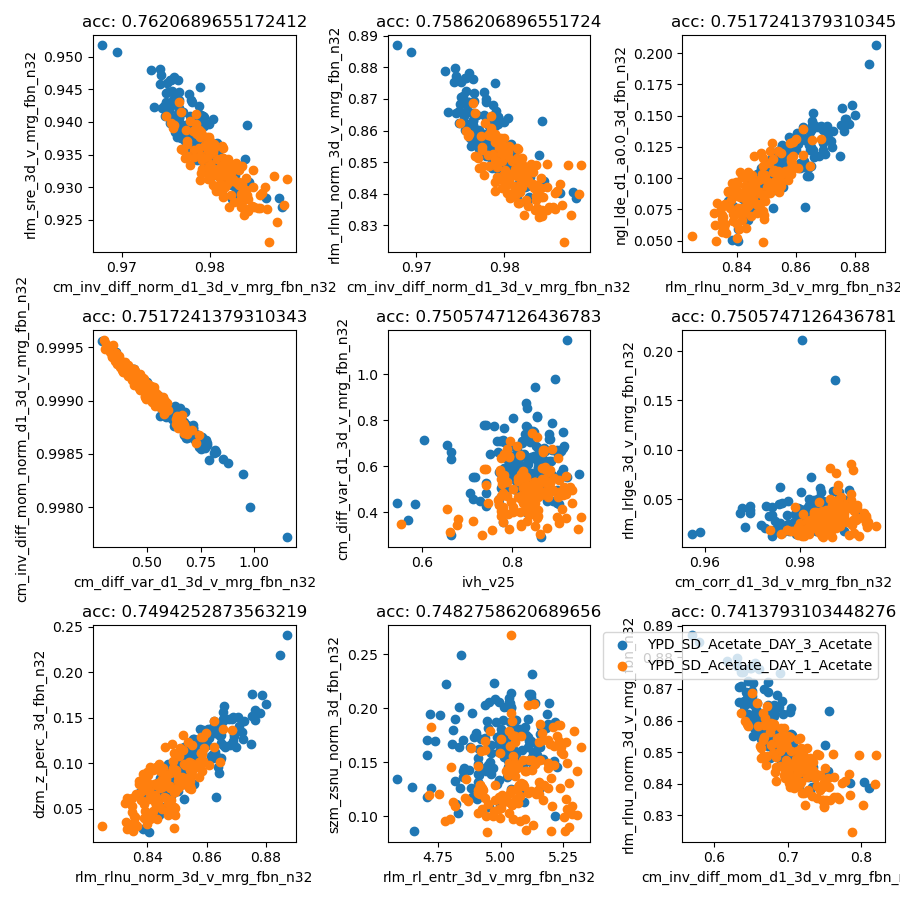 acc: 0.7620689655172412
acc: 0.7586206896551724
acc: 0.7517241379310345
rlm_sre_3d_v_mrg_fbn_n32
0.950
0.945
0.940
0.935
0.930
0.925
0.97
0.98
cm_inv_diff_norm_d1_3d_v_mrg_fbn_n32
rlm_rlnu_norm_3d_v_mrg_fbn_n32
0.89
0.88
0.87
0.86
0.85
0.84
0.83
0.97
0.98
cm_inv_diff_norm_d1_3d_v_mrg_fbn_n32
ngl_lde_d1_a0.0_3d_fbn_n32
0.200
0.175
0.150
0.125
0.100
0.075
0.050
0.84
0.86
0.88
rlm_rlnu_norm_3d_v_mrg_fbn_n32
acc: 0.7517241379310343
acc: 0.7505747126436783
acc: 0.7505747126436781
cm_inv_diff_mom_norm_d1_3d_v_mrg_fbn_n32
0.9995
0.9990
0.9985
0.9980
0.50
0.75
1.00
cm_diff_var_d1_3d_v_mrg_fbn_n32
cm_diff_var_d1_3d_v_mrg_fbn_n32
1.0
0.8
0.6
0.4
0.6
0.8
ivh_v25
rlm_lrlge_3d_v_mrg_fbn_n32
0.20
0.15
0.10
0.05
0.96
0.98
cm_corr_d1_3d_v_mrg_fbn_n32
acc: 0.7494252873563219
acc: 0.7482758620689656
acc: 0.7413793103448276
dzm_z_perc_3d_fbn_n32
0.25
0.20
0.15
0.10
0.05
0.84
0.86
0.88
rlm_rlnu_norm_3d_v_mrg_fbn_n32
szm_zsnu_norm_3d_fbn_n32
0.25
0.20
0.15
0.10
4.75
5.00
5.25
rlm_rl_entr_3d_v_mrg_fbn_n32
rlm_rlnu_norm_3d_v_mrg_fbn_n32
0.89
0.88
0.87
0.86
0.85
0.84
0.83
0.6
0.7
0.8
cm_inv_diff_mom_d1_3d_v_mrg_fbn_n
YPD_SD_Acetate_DAY_3_Acetate
YPD_SD_Acetate_DAY_1_Acetate